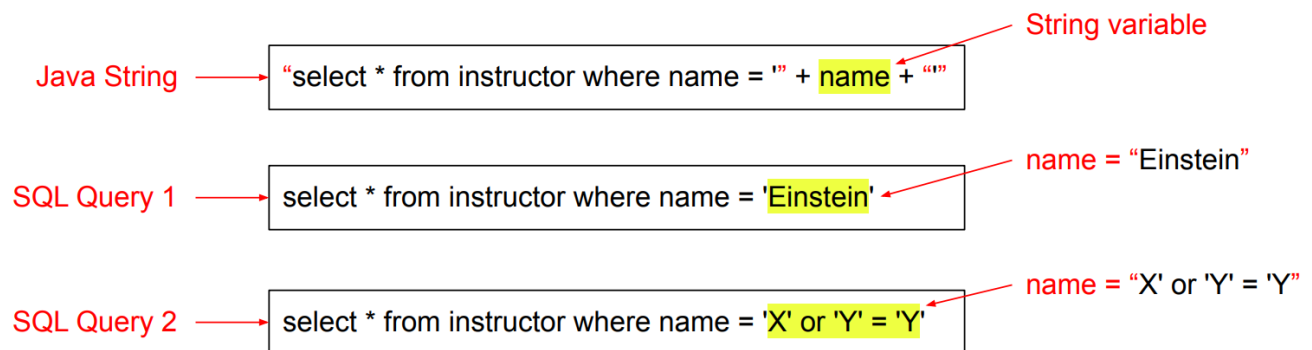 String variable
Java String “select * from instructor where name = '” + name + “'”
name = “Einstein”
SQL Query 1 select * from instructor where name = 'Einstein'
name = “X' or 'Y' = 'Y”
SQL Query 2 select * from instructor where name = 'X' or 'Y' = 'Y'